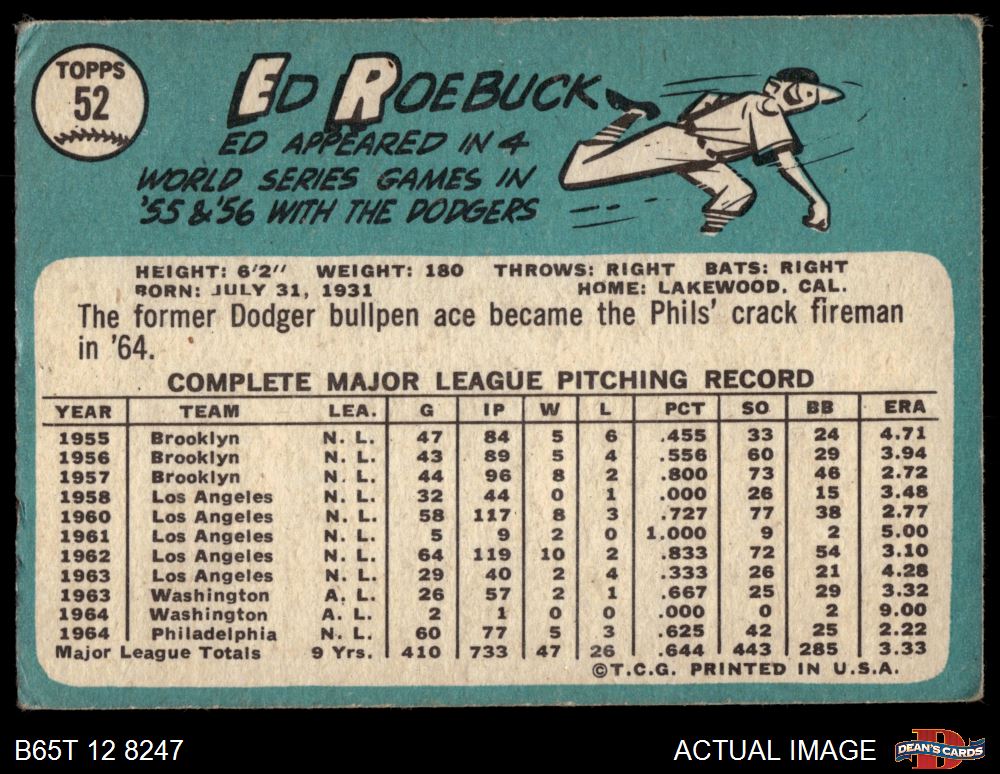 TOPPS
52
ED ROEBUCK
ED APPEARED IN 4
WORLD SERIES GAMES IN
'55 & '56 WITH THE DODGERS
HEIGHT: 6'2" WEIGHT: 180 THROWS: RIGHT BATS: RIGHT
BORN: JULY 31, 1931 HOME: LAKEWOOD, CAL.
The former Dodger bullpen ace became the Phils' crack fireman
in '64.
COMPLETE MAJOR LEAGUE PITCHING RECORD
YEAR TEAM LEA. G IP W L PCT SO BB ERA
1955 Brooklyn N. L. 47 84 5 6 .455 33 24 4.71
1956 Brooklyn N. L. 43 89 5 4 .556 60 29 3.94
1957 Brooklyn N. L. 44 96 8 2 .800 73 46 2.72
1958 Los Angeles N. L. 32 44 0 1 .000 26 15 3.48
1960 Los Angeles N. L. 58 117 8 3 .727 77 38 2.77
1961 Los Angeles N. L. 5 9 2 0 1.000 9 2 5.00
1962 Los Angeles N. L. 64 119 10 2 .833 72 54 3.10
1963 Los Angeles N. L. 29 40 2 4 .333 26 21 4.28
1963 Washington A. L. 26 57 2 1 .667 25 29 3.32
1964 Washington A. L. 2 1 0 0 .000 0 2 9.00
1964 Philadelphia N. L. 60 77 5 3 .625 42 25 2.22
Major League Totals 9 Yrs. 410 733 47 26 .644 443 285 3.33
©T.C.G. PRINTED IN U.S.A.
B65T 12 8247 ACTUAL IMAGE
DEAN'S CARDS